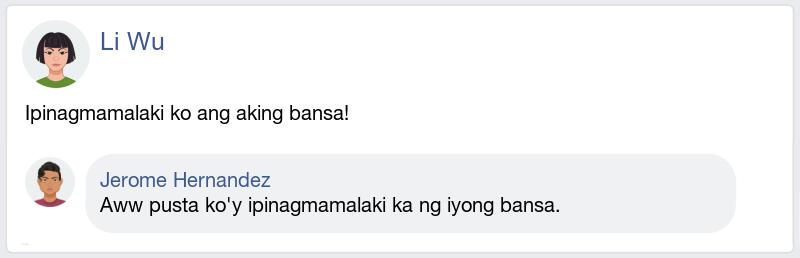 Li Wu
Ipinagmamalaki ko ang aking bansa!
Jerome Hernandez
Aww pusta ko'y ipinagmamalaki ka ng iyong bansa.